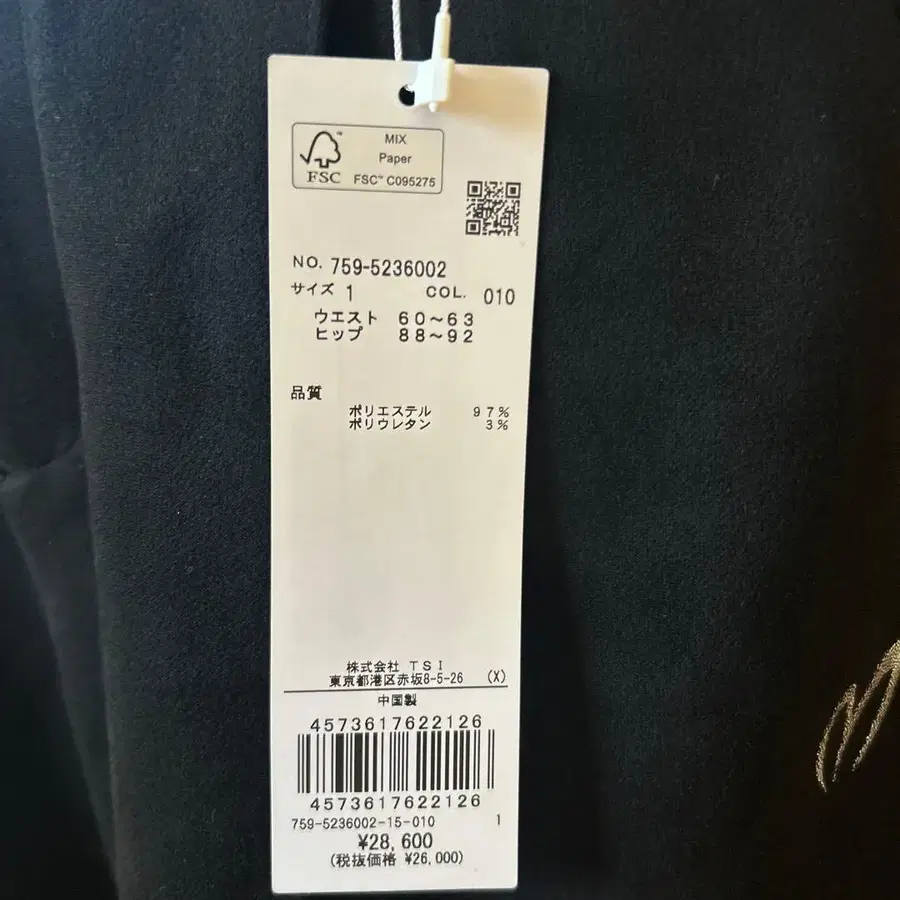 MIX
Paper
FSC™ C095275
FSC
NO. 759-5236002
サイズ 1 COL. 010
ウエスト 60～63
ヒップ 88～92
品質
ポリエステル 97%
ポリウレタン 3%
株式会社 TSI
東京都港区赤坂8-5-26 (X)
中国製
4573617622126
4573617622126
759-5236002-15-010 1
¥28,600
(税抜価格 ¥26,000)